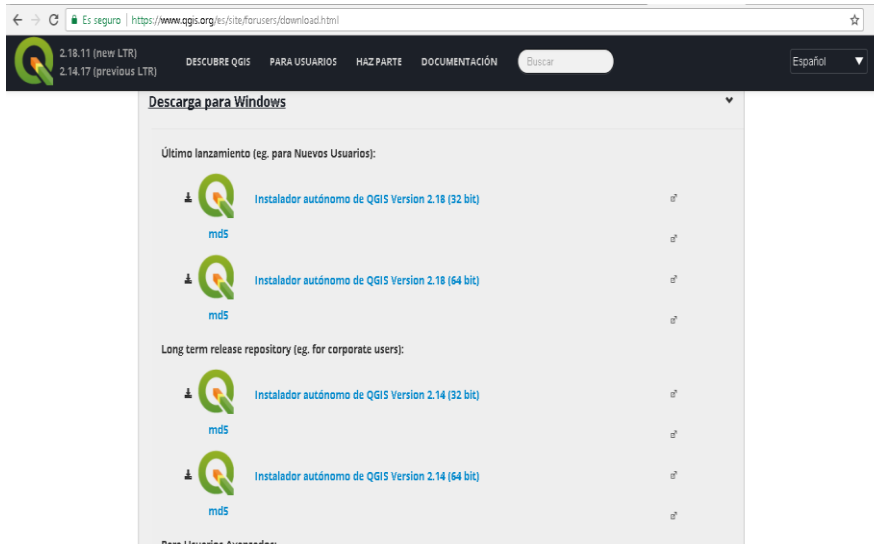 Es seguro | https://www.qgis.org/es/site/forusers/download.html
2.18.11 (new LTR)
2.14.17 (previous LTR)
DESCUBRE QGIS PARA USUARIOS HAZ PARTE DOCUMENTACIÓN Buscar Español
Descarga para Windows
Último lanzamiento (eg. para Nuevos Usuarios):
Instalador autónomo de QGIS Version 2.18 (32 bit)
md5
Instalador autónomo de QGIS Version 2.18 (64 bit)
md5
Long term release repository (eg. for corporate users):
Instalador autónomo de QGIS Version 2.14 (32 bit)
md5
Instalador autónomo de QGIS Version 2.14 (64 bit)
md5
Para Usuarios Avanzados: